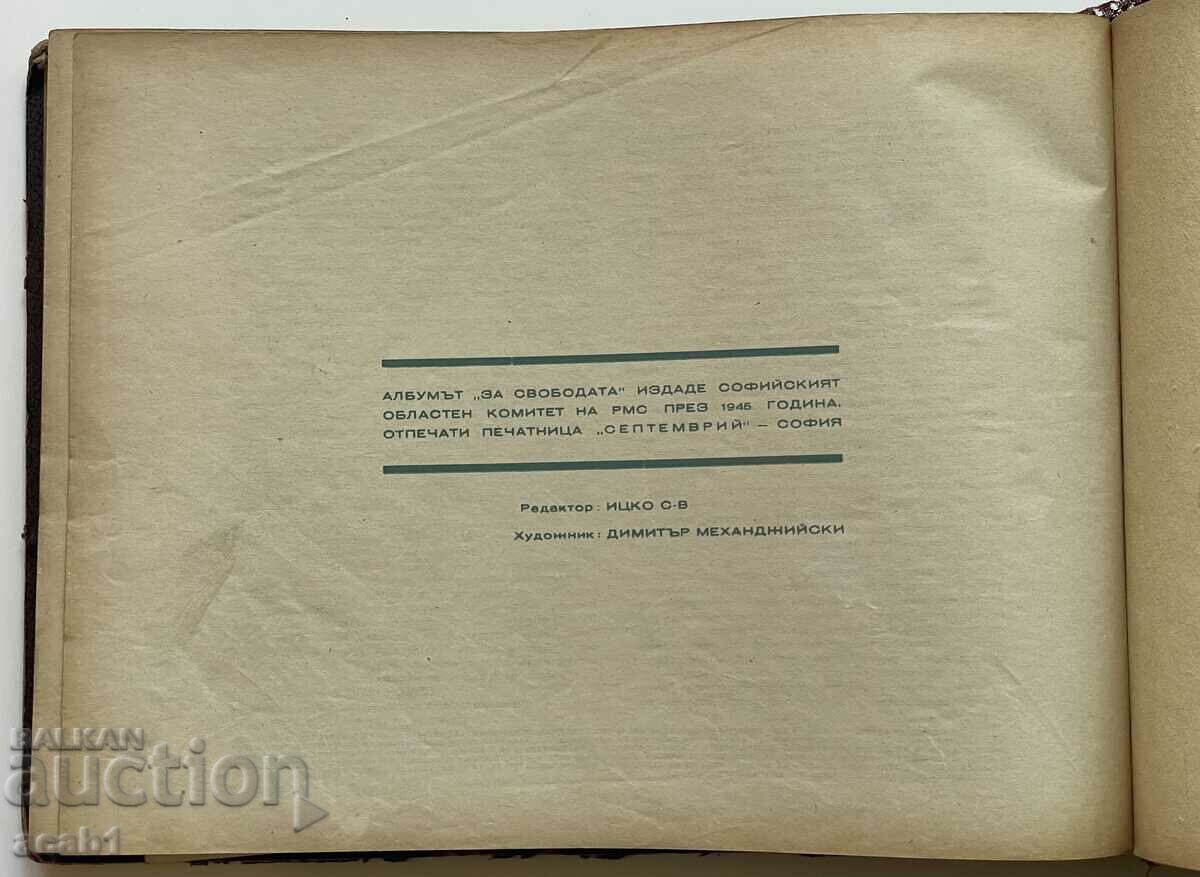 АЛБУМЪТ „ЗА СВОБОДАТА" ИЗДАДЕ СОФИЙСКИЯТ
ОБЛАСТЕН КОМИТЕТ НА РМС ПРЕЗ 1945 ГОДИНА.
ОТПЕЧАТИ ПЕЧАТНИЦА „СЕПТЕМВРИЙ" – СОФИЯ
Редактор: ИЦКО С-В
Художник: ДИМИТЪР МЕХАНДЖИЙСКИ
BALKAN
auction
acab1